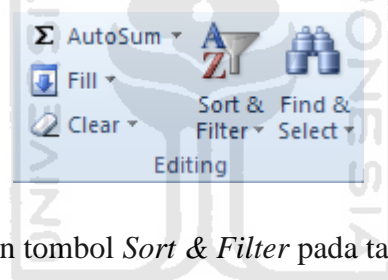 Σ AutoSum
Fill
Clear
Sort & Filter
Find & Select
Editing
n tombol Sort & Filter pada ta